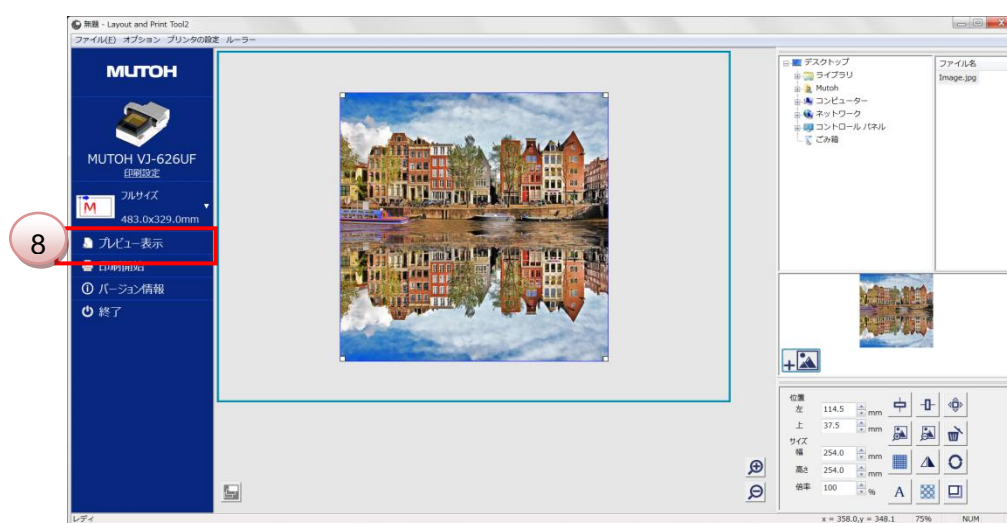 無題 - Layout and Print Tool2
ファイル(F) オプション プリンタの設定 ルーラー
MUTOH
MUTOH VJ-626UF
印刷設定
M
フルサイズ
483.0x329.0mm
8
プレビュー表示
印刷開始
バージョン情報
終了
デスクトップ
ライブラリ
Mutoh
コンピューター
ネットワーク
コントロール パネル
ごみ箱
ファイル名
Image.jpg
位置
左 114.5 mm
上 37.5 mm
サイズ
幅 254.0 mm
高さ 254.0 mm
倍率 100 %
A
レディ
x = 358.0,y = 348.1 75% NUM